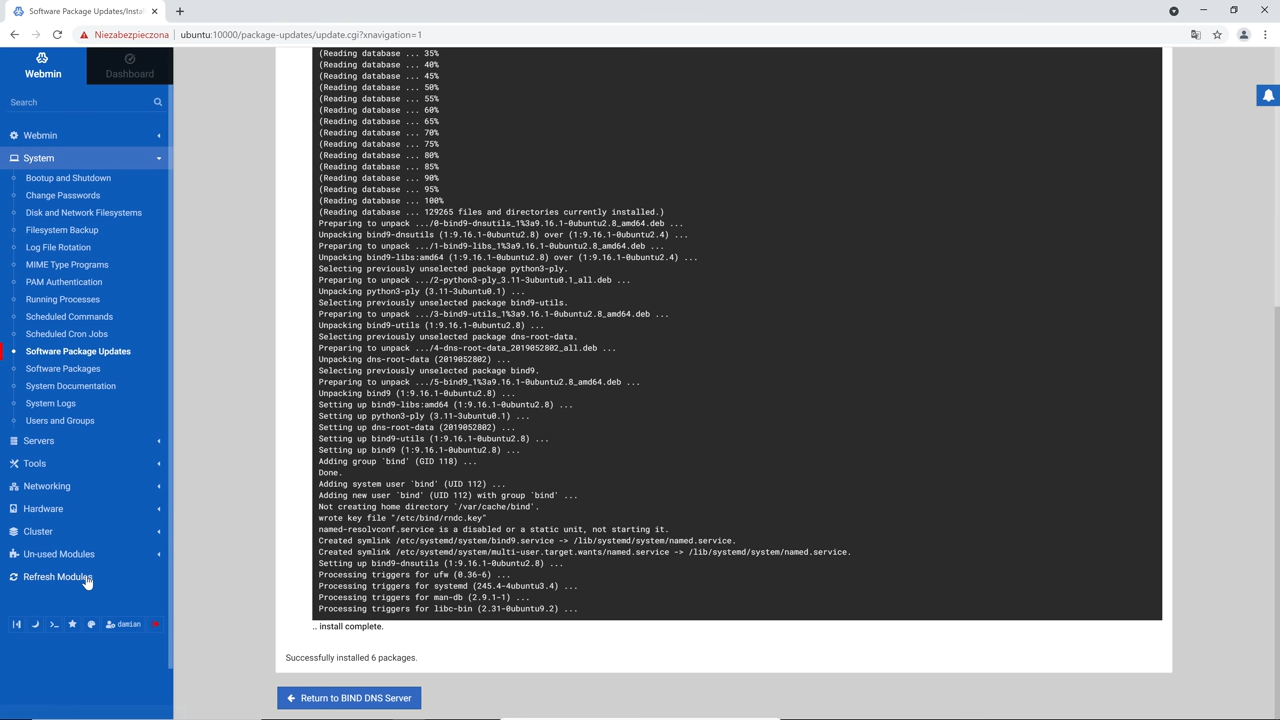 Software Package Updates/Instal
Niezabezpieczona
ubuntu:10000/package-updates/update.cgi?xnavigation=1
Webmin
Dashboard
Search
Webmin
System
Bootup and Shutdown
Change Passwords
Disk and Network Filesystems
Filesystem Backup
Log File Rotation
MIME Type Programs
PAM Authentication
Running Processes
Scheduled Commands
Scheduled Cron Jobs
Software Package Updates
Software Packages
System Documentation
System Logs
Users and Groups
Servers
Tools
Networking
Hardware
Cluster
Un-used Modules
Refresh Modules
damian
(Reading database ... 35%
(Reading database ... 40%
(Reading database ... 45%
(Reading database ... 50%
(Reading database ... 55%
(Reading database ... 60%
(Reading database ... 65%
(Reading database ... 70%
(Reading database ... 75%
(Reading database ... 80%
(Reading database ... 85%
(Reading database ... 90%
(Reading database ... 95%
(Reading database ... 100%
(Reading database ... 129265 files and directories currently installed.)
Preparing to unpack .../0-bind9-dnsutils_1%3a9.16.1-0ubuntu2.8_amd64.deb ...
Unpacking bind9-dnsutils (1:9.16.1-0ubuntu2.8) over (1:9.16.1-0ubuntu2.4) ...
Preparing to unpack .../1-bind9-libs_1%3a9.16.1-0ubuntu2.8_amd64.deb ...
Unpacking bind9-libs:amd64 (1:9.16.1-0ubuntu2.8) over (1:9.16.1-0ubuntu2.4) ...
Selecting previously unselected package python3-ply.
Preparing to unpack .../2-python3-ply_3.11-3ubuntu0.1_all.deb ...
Unpacking python3-ply (3.11-3ubuntu0.1) ...
Selecting previously unselected package bind9-utils.
Preparing to unpack .../3-bind9-utils_1%3a9.16.1-0ubuntu2.8_amd64.deb ...
Unpacking bind9-utils (1:9.16.1-0ubuntu2.8) ...
Selecting previously unselected package dns-root-data.
Preparing to unpack .../4-dns-root-data_2019052802_all.deb ...
Unpacking dns-root-data (2019052802) ...
Selecting previously unselected package bind9.
Preparing to unpack .../5-bind9_1%3a9.16.1-0ubuntu2.8_amd64.deb ...
Unpacking bind9 (1:9.16.1-0ubuntu2.8) ...
Setting up bind9-libs:amd64 (1:9.16.1-0ubuntu2.8) ...
Setting up python3-ply (3.11-3ubuntu0.1) ...
Setting up dns-root-data (2019052802) ...
Setting up bind9-utils (1:9.16.1-0ubuntu2.8) ...
Setting up bind9 (1:9.16.1-0ubuntu2.8) ...
Adding group `bind' (GID 118) ...
Done.
Adding system user `bind' (UID 112) ...
Adding new user `bind' (UID 112) with group `bind' ...
Not creating home directory `/var/cache/bind'.
wrote key file "/etc/bind/rndc.key"
named-resolvconf.service is a disabled or a static unit, not starting it.
Created symlink /etc/systemd/system/bind9.service -> /lib/systemd/system/named.service.
Created symlink /etc/systemd/system/multi-user.target.wants/named.service -> /lib/systemd/system/named.service.
Setting up bind9-dnsutils (1:9.16.1-0ubuntu2.8) ...
Processing triggers for ufw (0.36-6) ...
Processing triggers for systemd (245.4-4ubuntu3.4) ...
Processing triggers for man-db (2.9.1-1) ...
Processing triggers for libc-bin (2.31-0ubuntu9.2) ...
.. install complete.
Successfully installed 6 packages.
Return to BIND DNS Server